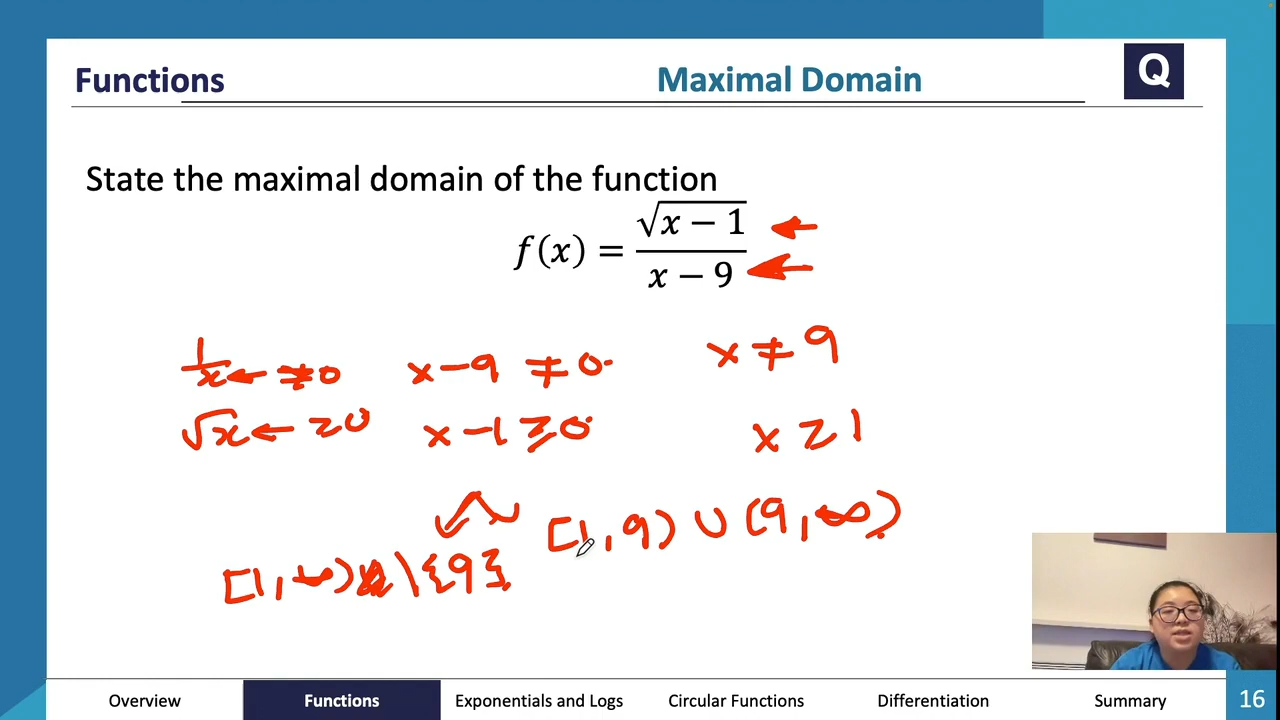 Functions
Maximal Domain
Q
State the maximal domain of the function
f(x) = √(x − 1) / (x − 9)
1/x ← ≠0 x−9 ≠ 0 x ≠ 9
√x ← ≥0 x−1≥0 x ≥ 1
[1,9) ∪ (9,∞)
[1,∞) \ {9}
Overview Functions Exponentials and Logs Circular Functions Differentiation Summary 16